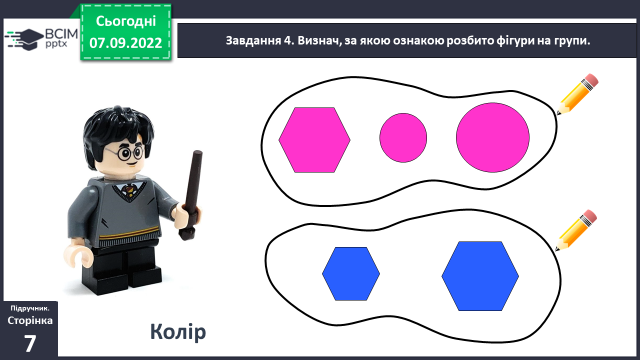 ВСІМ
pptx
Сьогодні
07.09.2022
Завдання 4. Визнач, за якою ознакою розбито фігури на групи.
Підручник.
Сторінка
7
Колір